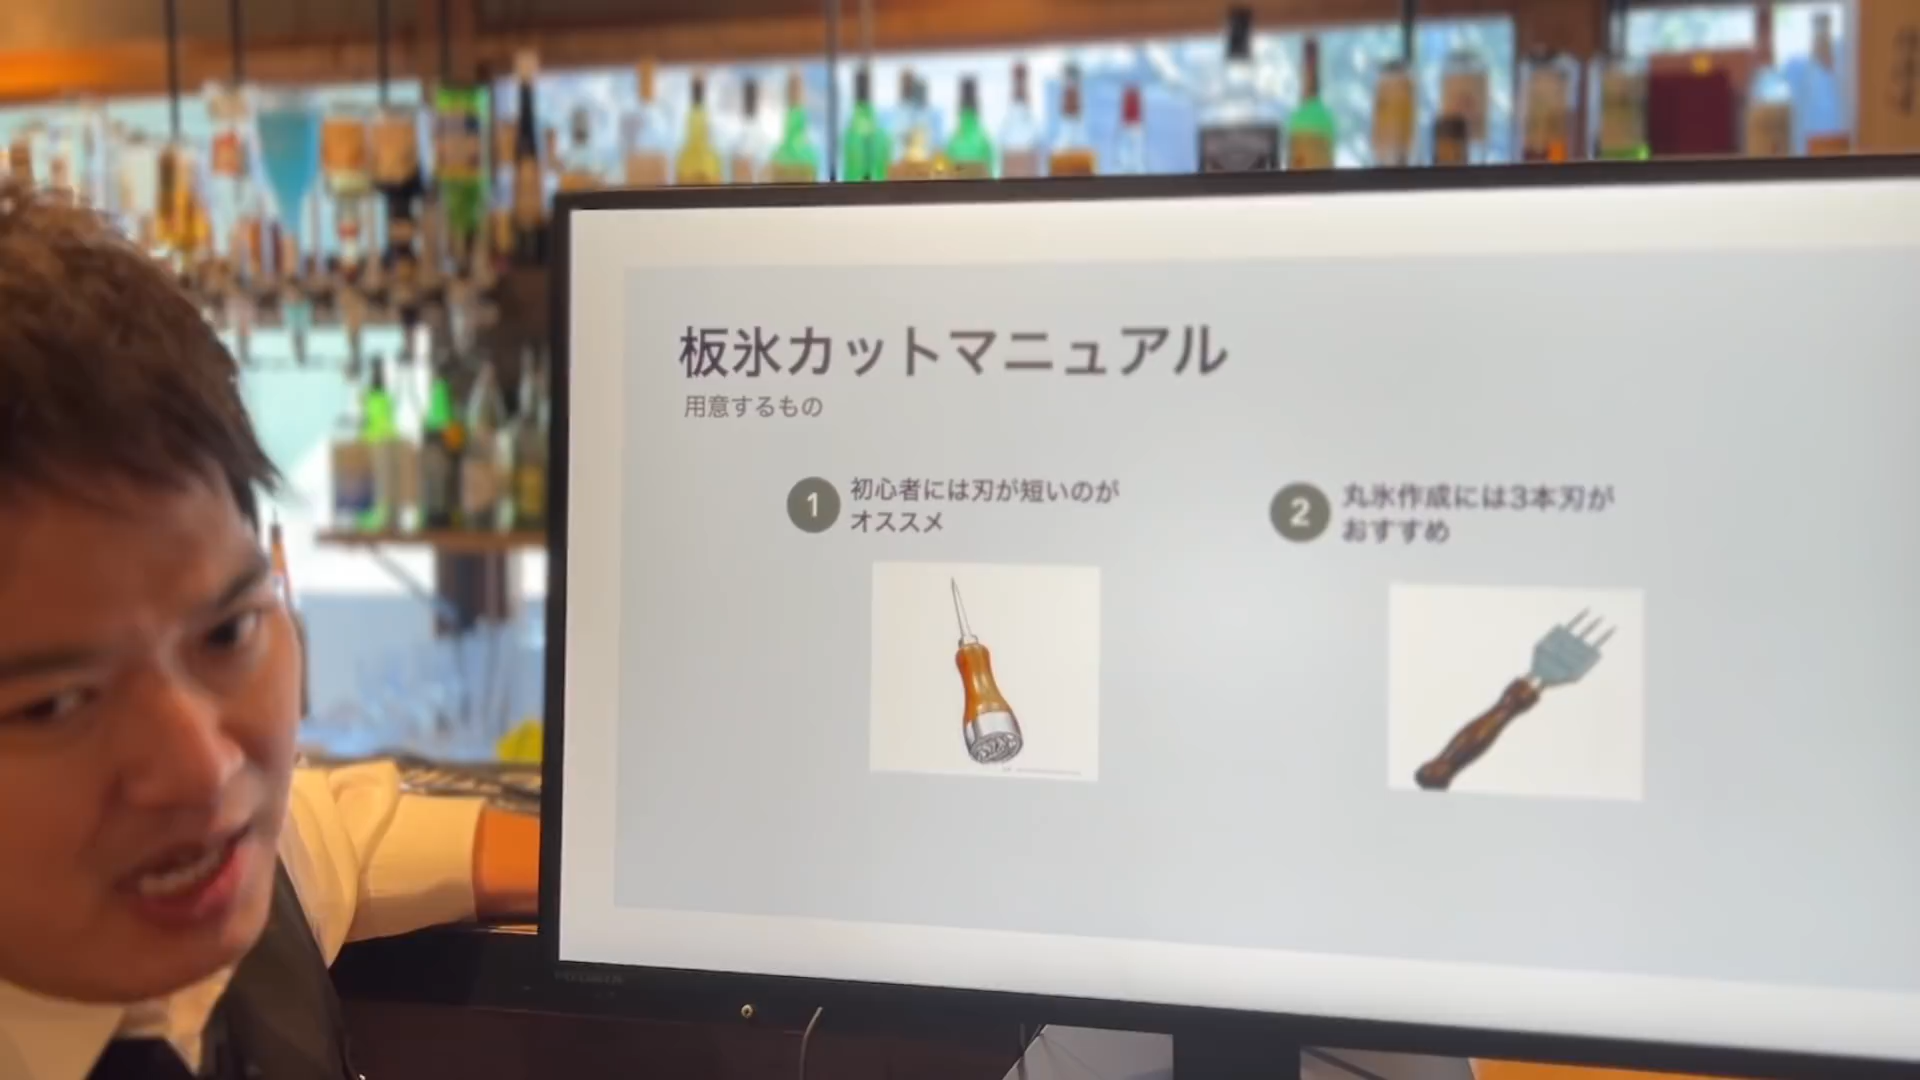 板氷カットマニュアル
用意するもの
1
初心者には刃が短いのが
オススメ
2
丸氷作成には3本刃が
おすすめ